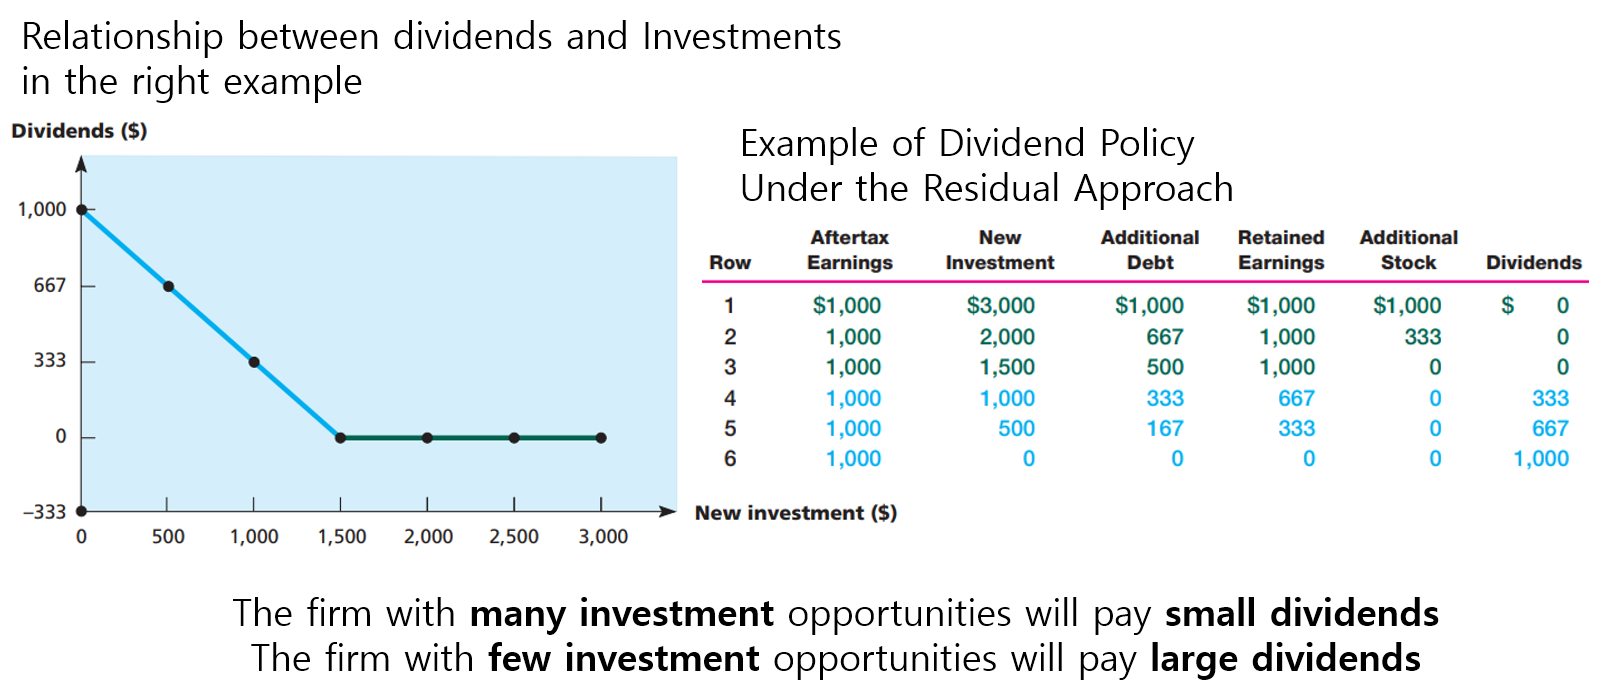 Relationship between dividends and Investments
in the right example
Dividends ($)
1,000
667
333
0
–333
0 500 1,000 1,500 2,000 2,500 3,000
New investment ($)
Example of Dividend Policy
Under the Residual Approach
Row Aftertax Earnings New Investment Additional Debt Retained Earnings Additional Stock Dividends
1 $1,000 $3,000 $1,000 $1,000 $1,000 $ 0
2 1,000 2,000 667 1,000 333 0
3 1,000 1,500 500 1,000 0 0
4 1,000 1,000 333 667 0 333
5 1,000 500 167 333 0 667
6 1,000 0 0 0 0 1,000
The firm with many investment opportunities will pay small dividends
The firm with few investment opportunities will pay large dividends